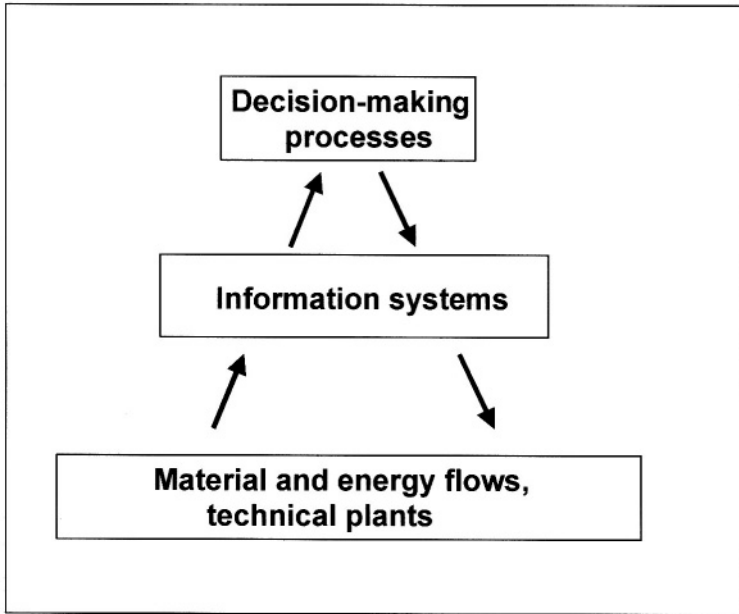 Decision-making
processes
Information systems
Material and energy flows,
technical plants